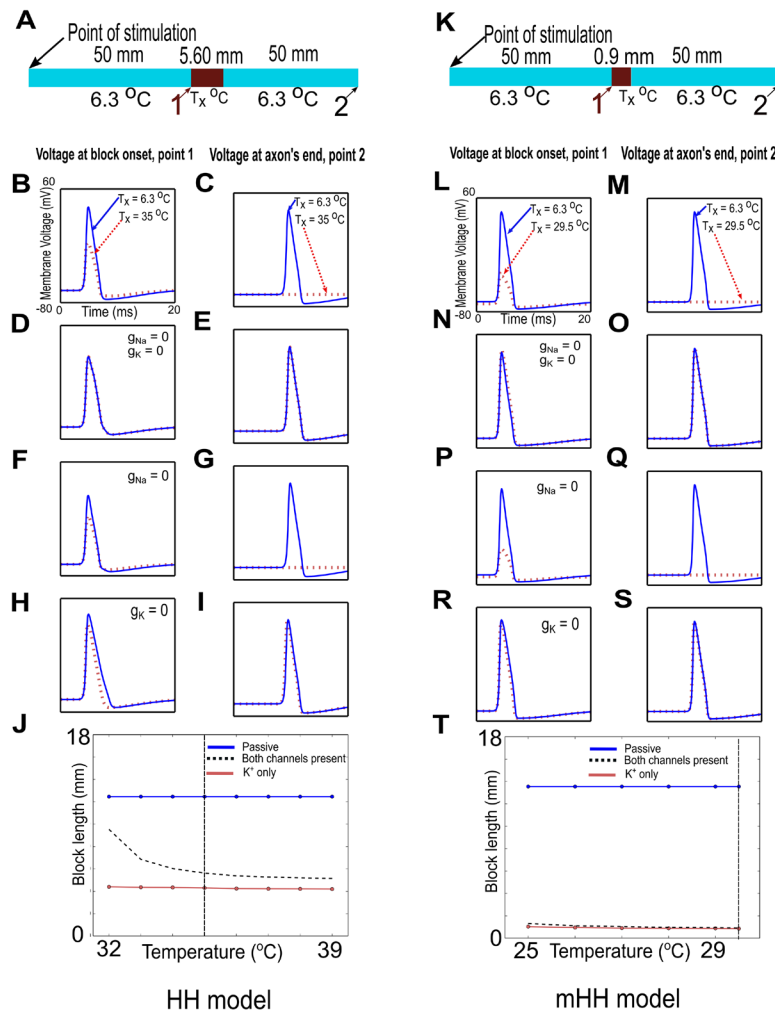 A
Point of stimulation
50 mm 5.60 mm 50 mm
6.3 °C 1 Tx °C 6.3 °C 2
Voltage at block onset, point 1
Voltage at axon's end, point 2
B
60
Membrane Voltage (mV)
-80
Tx = 6.3 °C
Tx = 35 °C
0 Time (ms) 20
C
Tx = 6.3 °C
Tx = 35 °C
D
gNa = 0
gK = 0
E
F
gNa = 0
G
H
gK = 0
I
J
18
Block length (mm)
0
Passive
Both channels present
K+ only
32 Temperature (°C) 39
HH model
K
Point of stimulation
50 mm 0.9 mm 50 mm
6.3 °C 1 Tx °C 6.3 °C 2
Voltage at block onset, point 1
Voltage at axon's end, point 2
L
60
Membrane Voltage (mV)
-80
Tx = 6.3 °C
Tx = 29.5 °C
0 Time (ms) 20
M
Tx = 6.3 °C
Tx = 29.5 °C
N
gNa = 0
gK = 0
O
P
gNa = 0
Q
R
gK = 0
S
T
18
Block length (mm)
0
Passive
Both channels present
K+ only
25 Temperature (°C) 29
mHH model